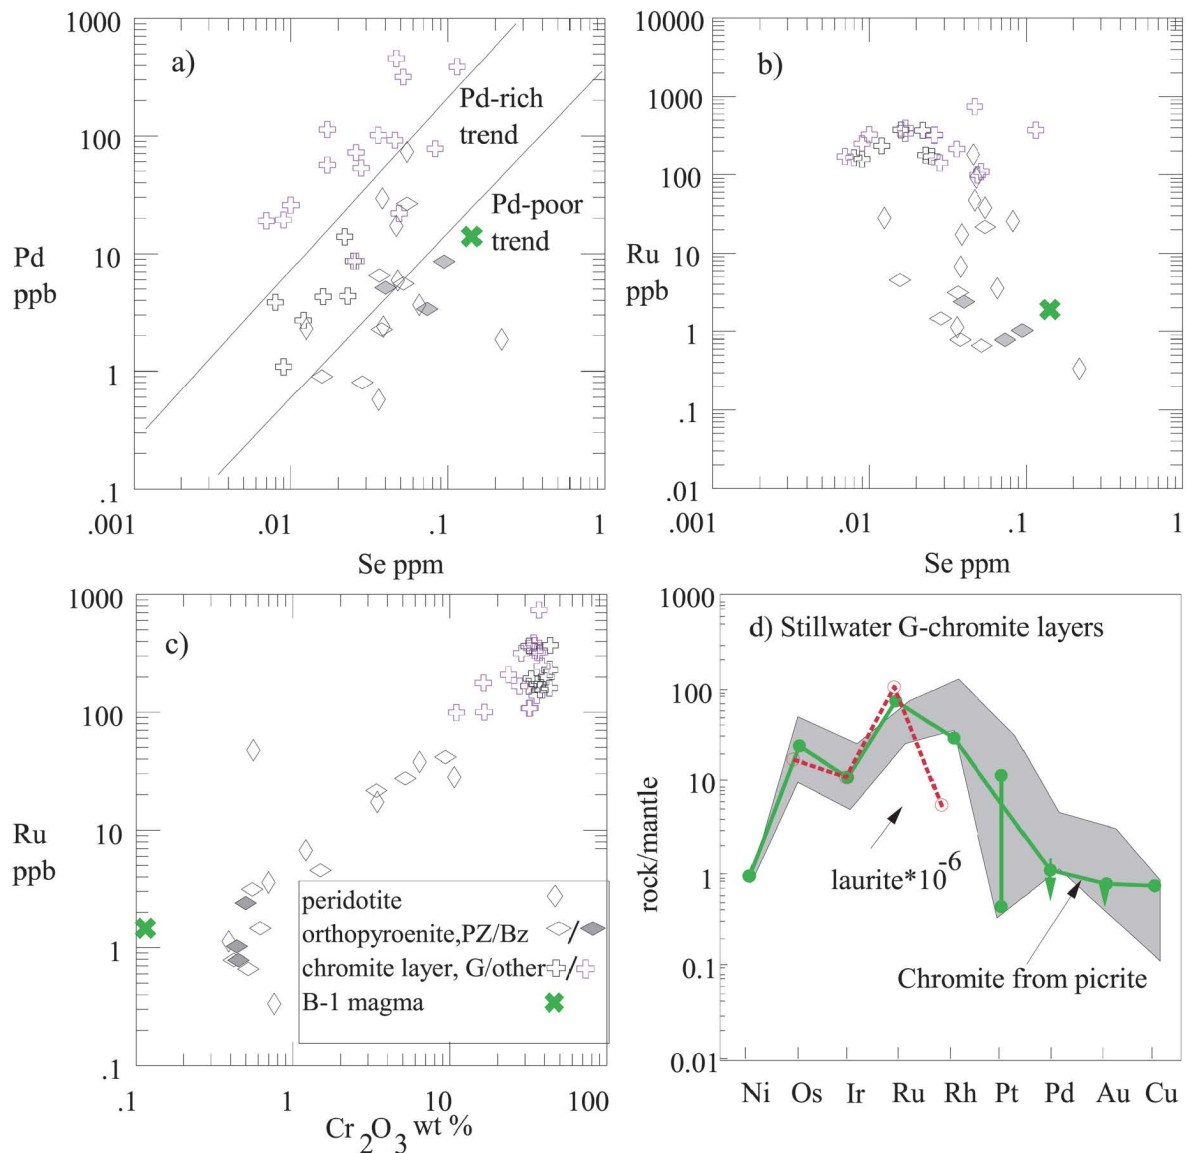 a)
1000
100
10
1
.1
Pd
ppb
Pd-rich
trend
Pd-poor
trend
.001
.01
.1
1
Se ppm
b)
10000
1000
100
10
1
.1
.01
Ru
ppb
.001
.01
.1
1
Se ppm
c)
1000
100
10
1
.1
Ru
ppb
peridotite
orthopyroenite,PZ/Bz
chromite layer, G/other
B-1 magma
.1
1
10
100
Cr2O3 wt %
d) Stillwater G-chromite layers
1000
100
10
1
0.1
0.01
rock/mantle
laurite*10-6
Chromite from picrite
Ni Os Ir Ru Rh Pt Pd Au Cu